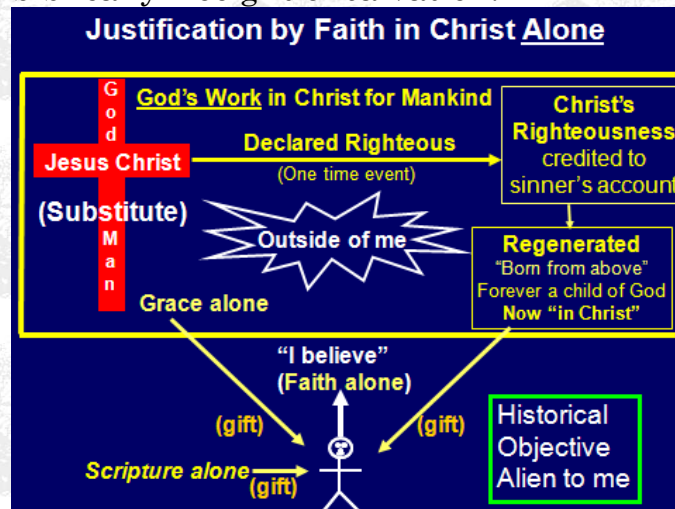 Justification by Faith in Christ Alone
God
God's Work in Christ for Mankind
Jesus Christ
Declared Righteous
(One time event)
Christ's
Righteousness
credited to
sinner's account
(Substitute)
Man
Outside of me
Regenerated
"Born from above"
Forever a child of God
Now "in Christ"
Grace alone
"I believe"
(Faith alone)
(gift)
(gift)
Scripture alone
(gift)
Historical
Objective
Alien to me